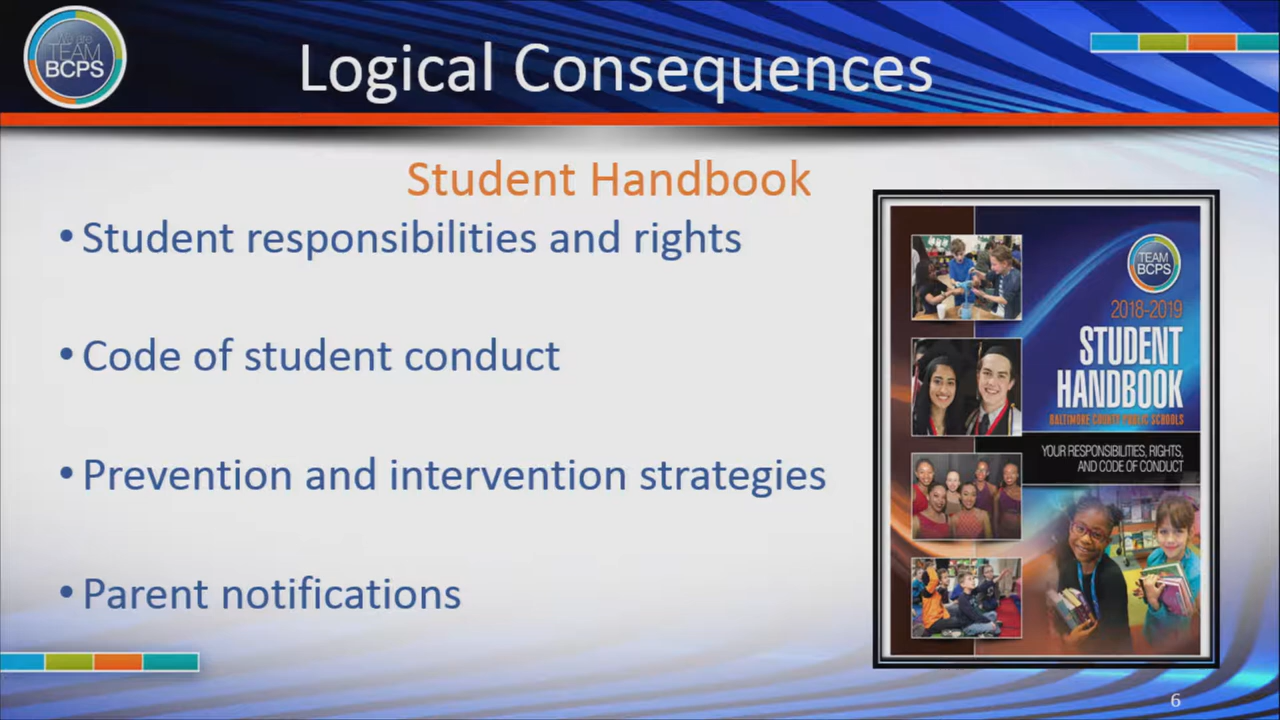 We are
TEAM
BCPS
Logical Consequences
Student Handbook
• Student responsibilities and rights
• Code of student conduct
• Prevention and intervention strategies
• Parent notifications
TEAM
BCPS
2018-2019
STUDENT
HANDBOOK
BALTIMORE COUNTY PUBLIC SCHOOLS
YOUR RESPONSIBILITIES, RIGHTS,
AND CODE OF CONDUCT
6